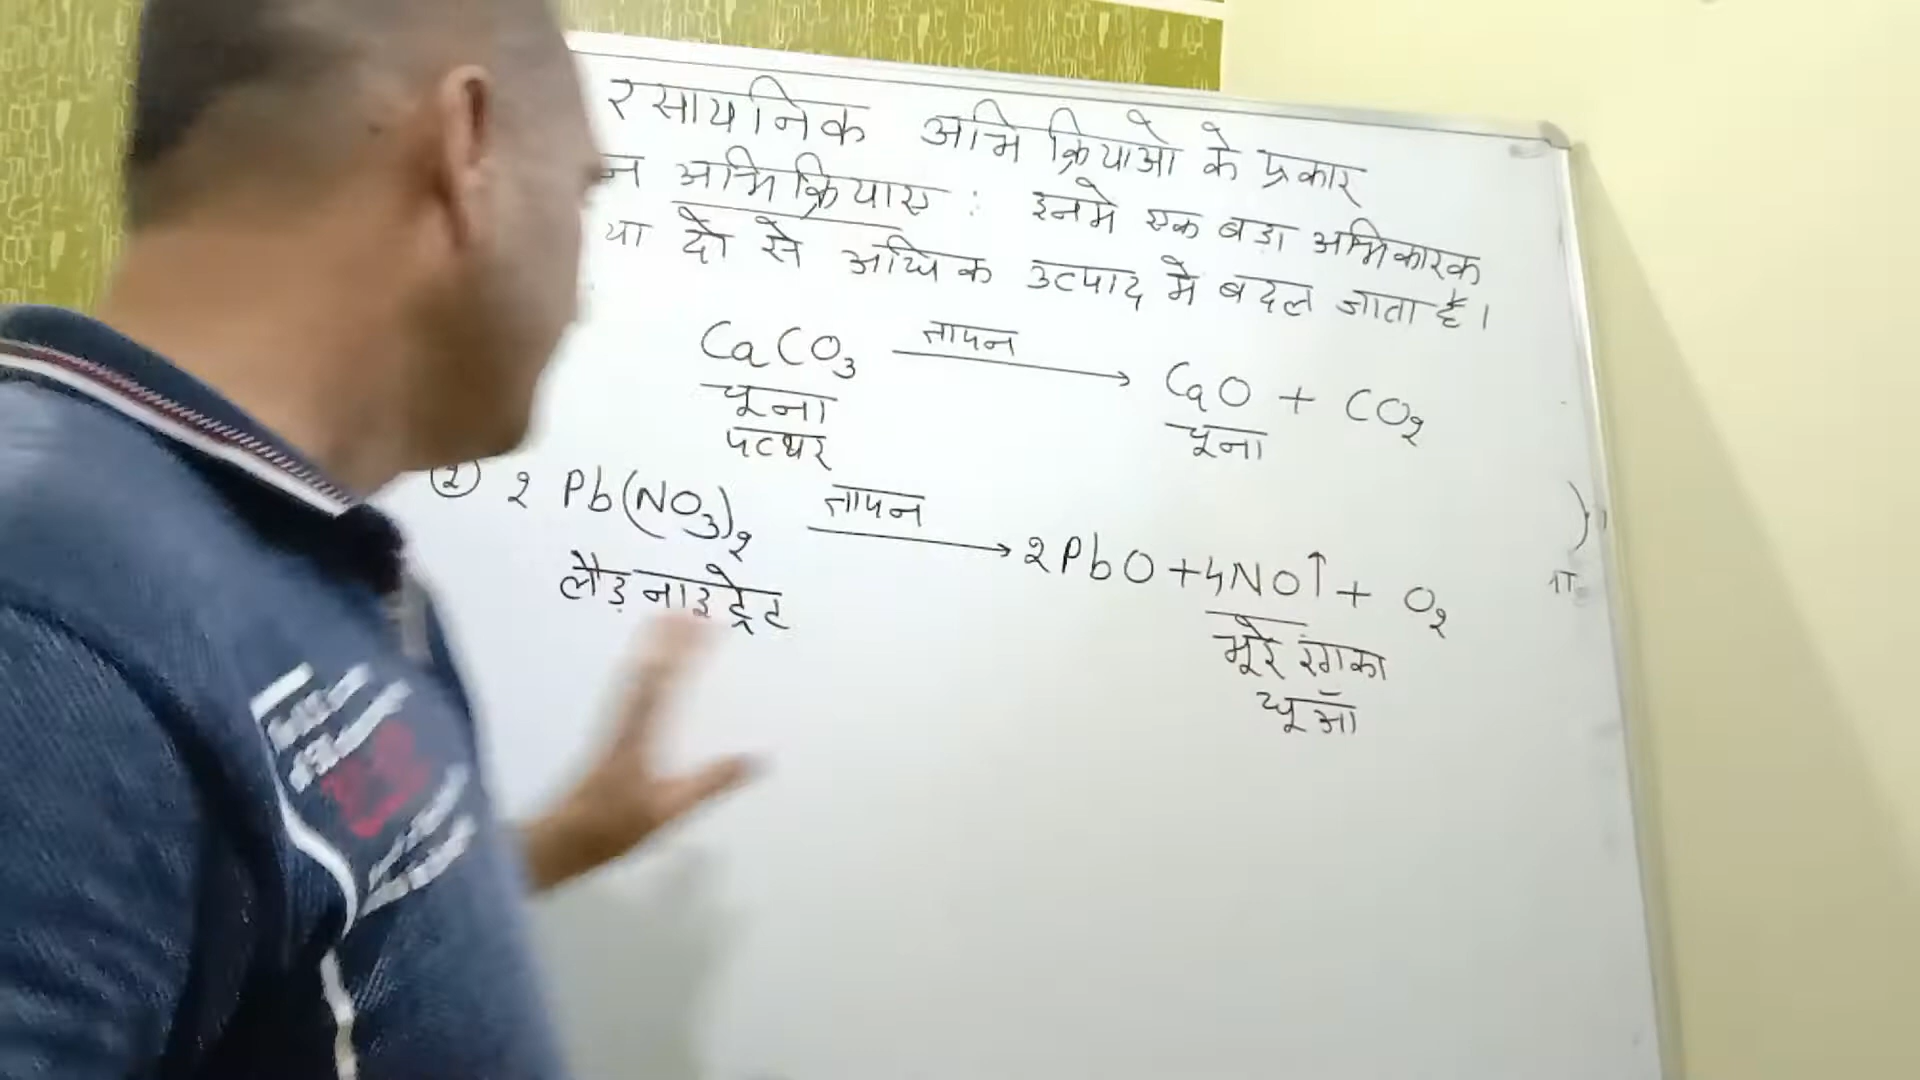 रसायनिक अभिक्रियाओ के प्रकार
न अभिक्रियाए : इनमे एक बडा अभिकारक
या दो से अधिक उत्पाद मे बदल जाता है।
CaCO₃ तापन → CaO + CO₂
चूना चूना
पत्थर
② 2 Pb(NO₃)₂ तापन → 2PbO + 4NO↑ + O₂
लैड़ नाइट्रेट भूरे रंग का
धूआँ